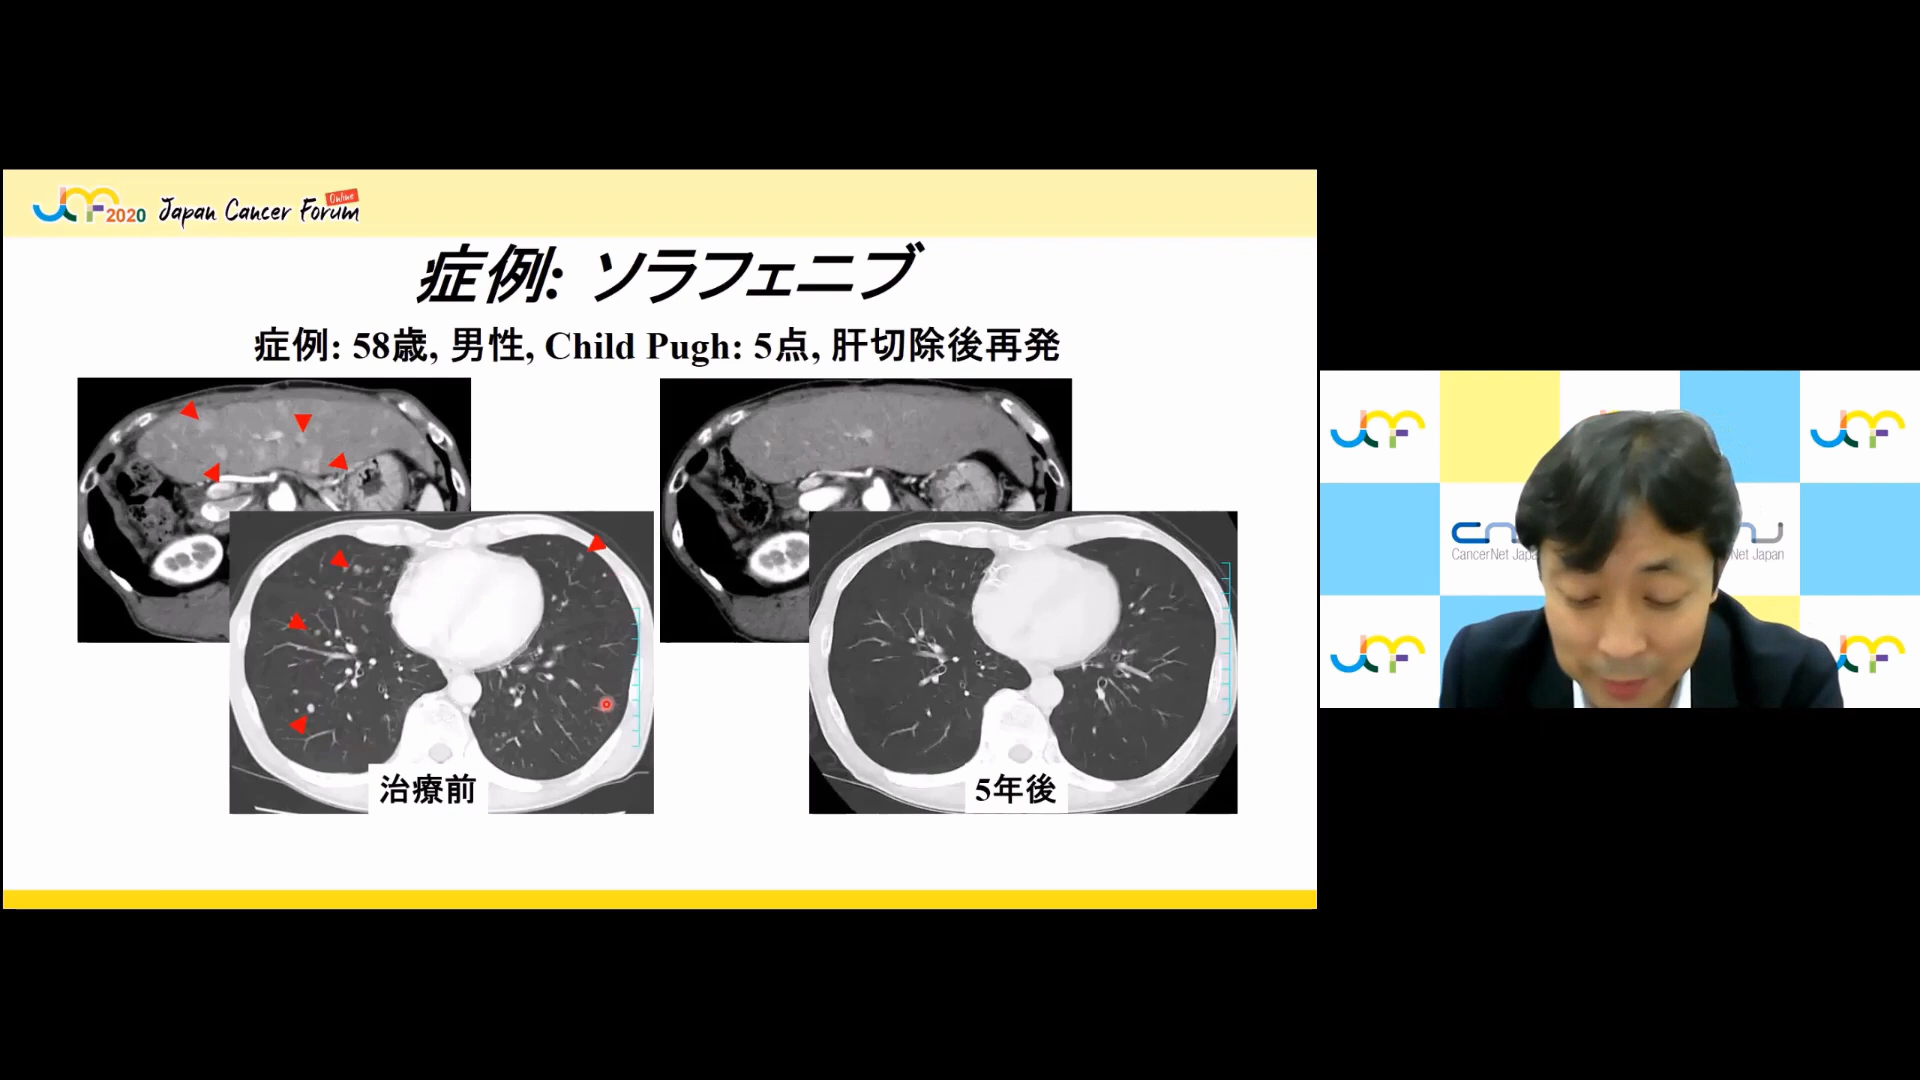 2020 Japan Cancer Forum Online
症例: ソラフェニブ
症例: 58歳, 男性, Child Pugh: 5点, 肝切除後再発
治療前
5年後
CancerNet Japa
Net Japan